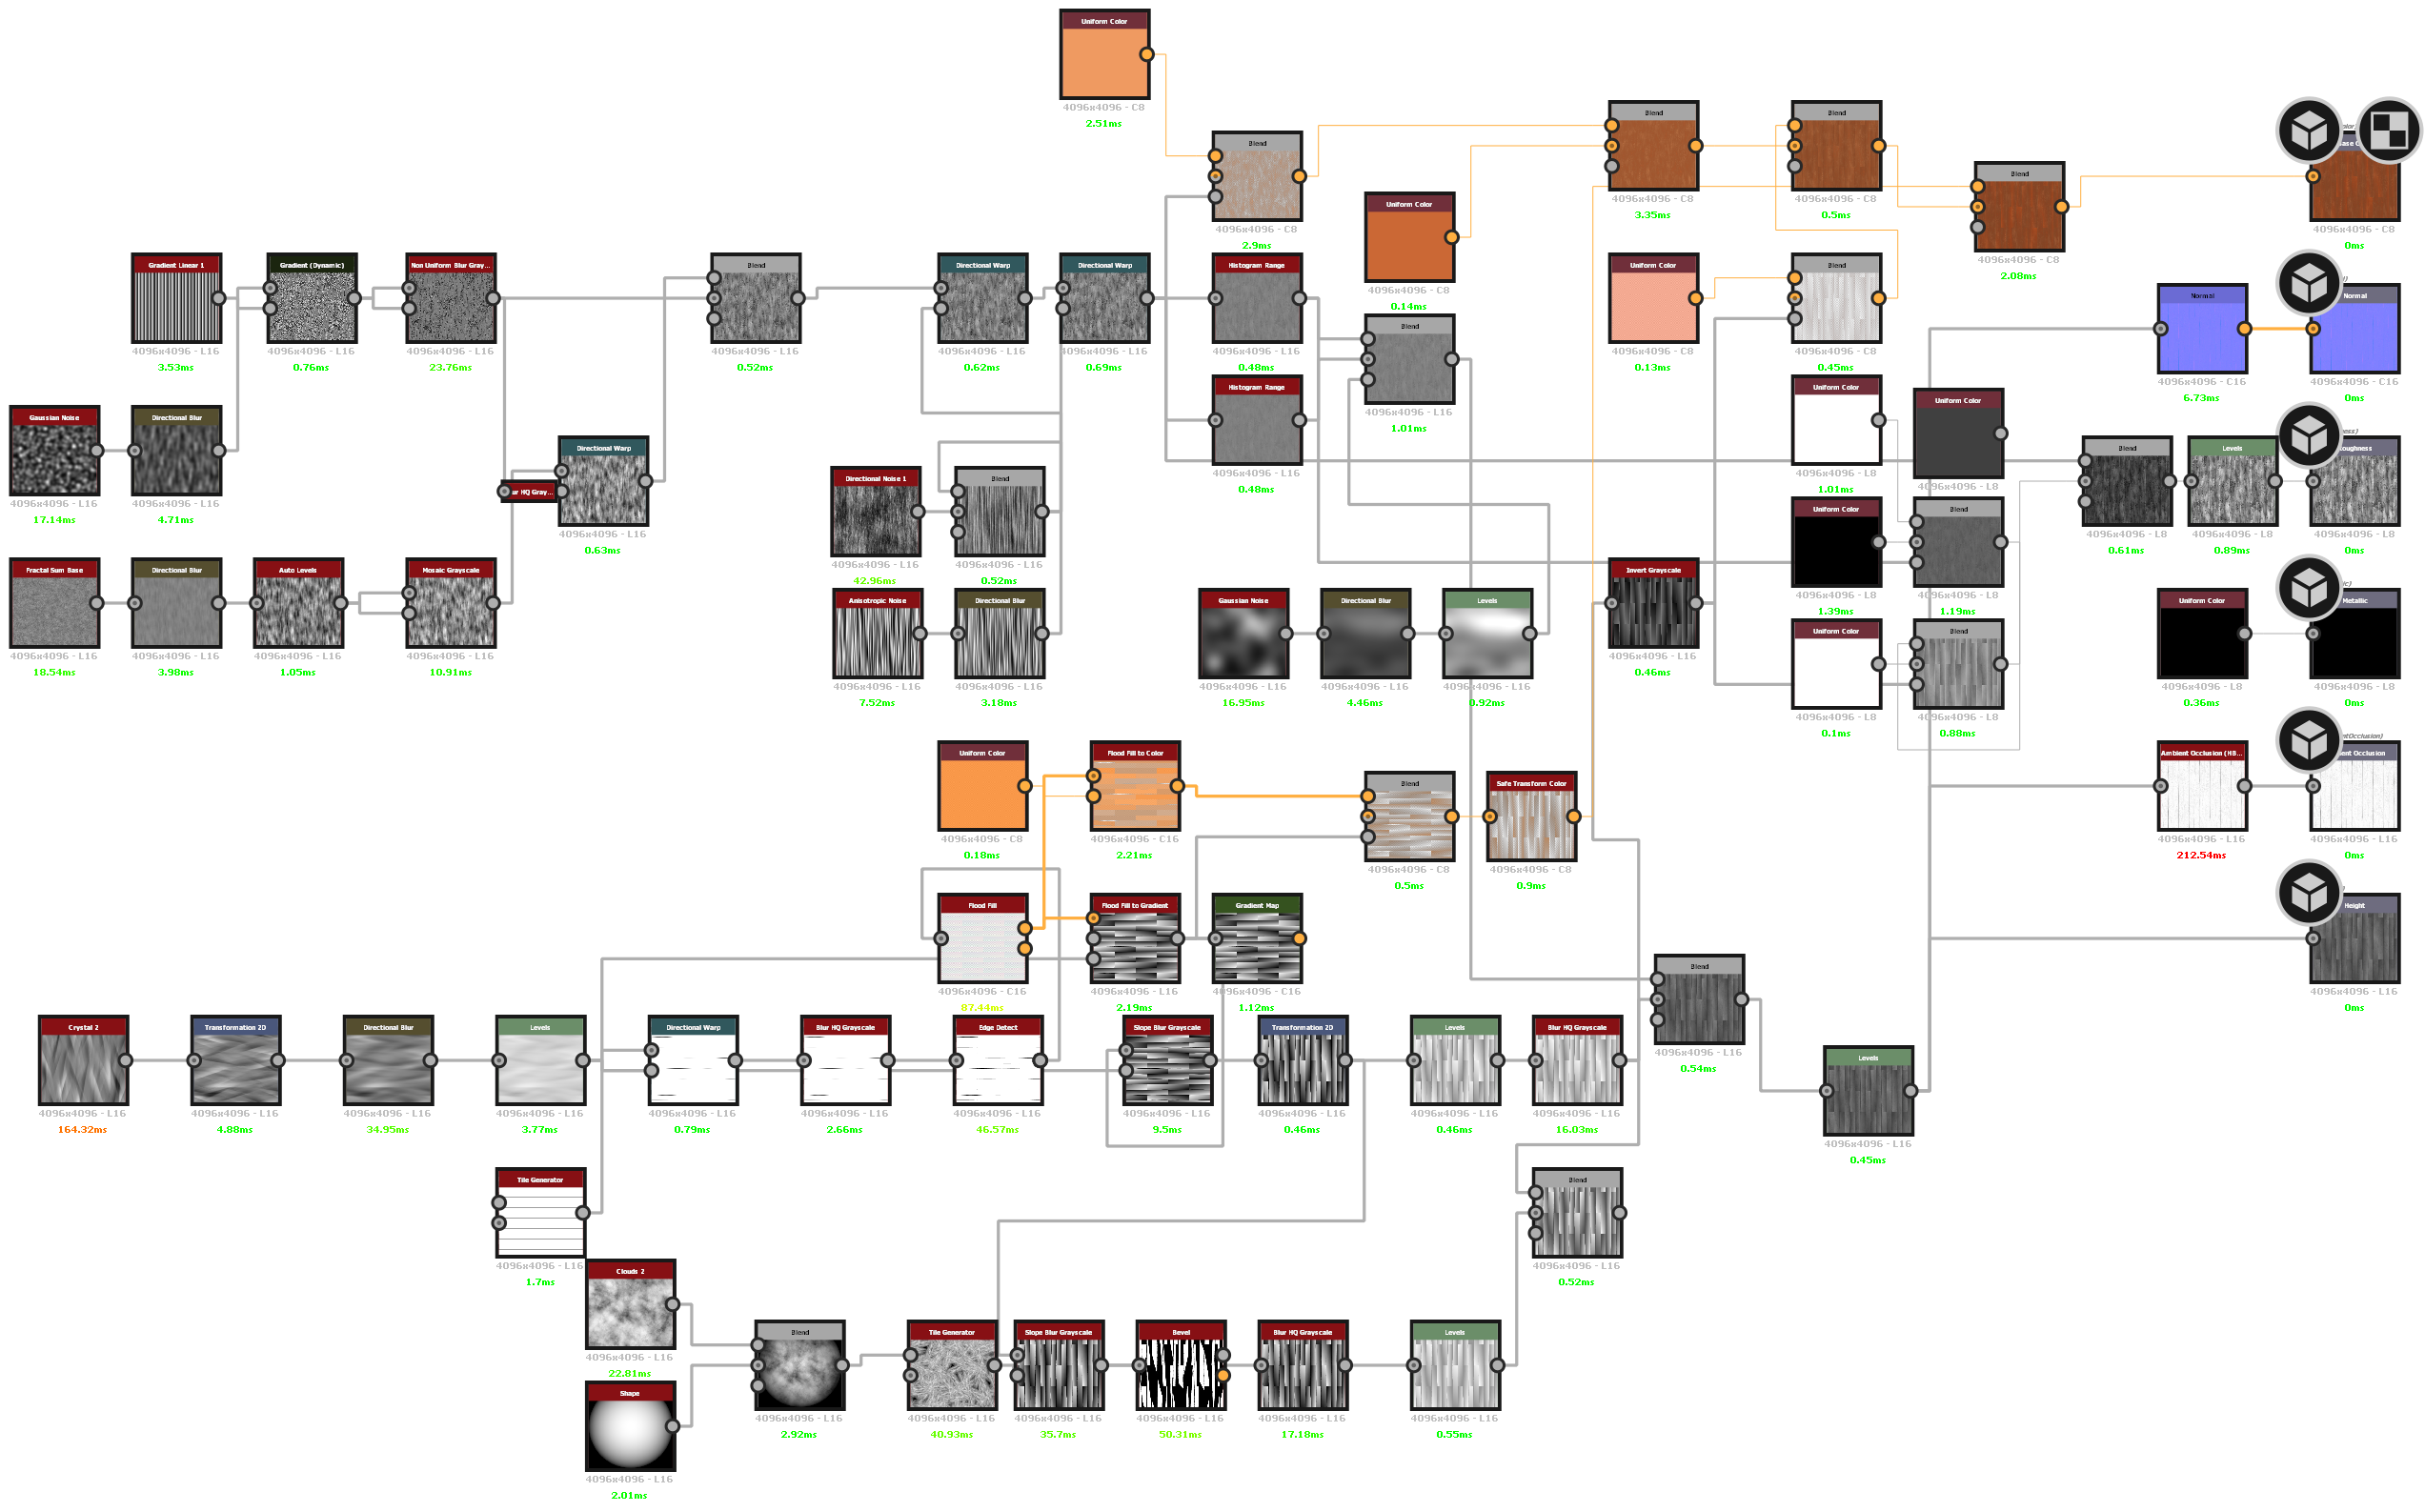 Uniform Color
4096x4096 - C8
2.51ms
Blend
4096x4096 - C8
2.9ms
Uniform Color
4096x4096 - C8
0.14ms
Blend
4096x4096 - C8
3.35ms
Blend
4096x4096 - C8
0.5ms
Blend
4096x4096 - C8
2.08ms
4096x4096 - C8
0ms
Gradient Linear 1
4096x4096 - L16
3.53ms
Gradient (Dynamic)
4096x4096 - L16
0.76ms
Non Uniform Blur Gray...
4096x4096 - L16
23.76ms
Blend
4096x4096 - L16
0.52ms
Directional Warp
4096x4096 - L16
0.62ms
Directional Warp
4096x4096 - L16
0.69ms
Histogram Range
4096x4096 - L16
0.48ms
Blend
4096x4096 - L16
1.01ms
Uniform Color
4096x4096 - C8
0.13ms
Blend
4096x4096 - C8
0.45ms
Normal
4096x4096 - C16
6.73ms
Normal
4096x4096 - C16
0ms
Histogram Range
4096x4096 - L16
0.48ms
Uniform Color
4096x4096 - L8
1.01ms
Uniform Color
4096x4096 - L8
Gaussian Noise
4096x4096 - L16
17.14ms
Directional Blur
4096x4096 - L16
4.71ms
ur HQ Gray...
Directional Warp
4096x4096 - L16
0.63ms
Directional Noise 1
4096x4096 - L16
42.96ms
Blend
4096x4096 - L16
0.52ms
Blend
4096x4096 - L8
0.61ms
Levels
4096x4096 - L8
0.89ms
ness)
oughness
4096x4096 - L8
0ms
Uniform Color
4096x4096 - L8
1.39ms
Blend
4096x4096 - L8
1.19ms
Fractal Sum Base
4096x4096 - L16
18.54ms
Directional Blur
4096x4096 - L16
3.98ms
Auto Levels
4096x4096 - L16
1.05ms
Mosaic Grayscale
4096x4096 - L16
10.91ms
Anisotropic Noise
4096x4096 - L16
7.52ms
Directional Blur
4096x4096 - L16
3.18ms
Gaussian Noise
4096x4096 - L16
16.95ms
Directional Blur
4096x4096 - L16
4.46ms
Levels
4096x4096 - L16
0.92ms
Invert Grayscale
4096x4096 - L16
0.46ms
Uniform Color
4096x4096 - L8
0.1ms
Blend
4096x4096 - L8
0.88ms
Uniform Color
4096x4096 - L8
0.36ms
ic)
Metallic
4096x4096 - L8
0ms
Uniform Color
4096x4096 - C8
0.18ms
Flood Fill to Color
4096x4096 - C16
2.21ms
Blend
4096x4096 - C8
0.5ms
Safe Transform Color
4096x4096 - C8
0.9ms
Ambient Occlusion (HB...
4096x4096 - L16
212.54ms
entOcclusion)
ent Occlusion
4096x4096 - L16
0ms
Flood Fill
4096x4096 - C16
87.44ms
Flood Fill to Gradient
4096x4096 - L16
2.19ms
Gradient Map
4096x4096 - C16
1.12ms
Height
4096x4096 - L16
0ms
Blend
4096x4096 - L16
0.54ms
Crystal 2
4096x4096 - L16
164.32ms
Transformation 2D
4096x4096 - L16
4.88ms
Directional Blur
4096x4096 - L16
34.95ms
Levels
4096x4096 - L16
3.77ms
Directional Warp
4096x4096 - L16
0.79ms
Blur HQ Grayscale
4096x4096 - L16
2.66ms
Edge Detect
4096x4096 - L16
46.57ms
Slope Blur Grayscale
4096x4096 - L16
9.5ms
Transformation 2D
4096x4096 - L16
0.46ms
Levels
4096x4096 - L16
0.46ms
Blur HQ Grayscale
4096x4096 - L16
16.03ms
Levels
4096x4096 - L16
0.45ms
Tile Generator
4096x4096 - L16
1.7ms
Blend
4096x4096 - L16
0.52ms
Clouds 2
4096x4096 - L16
22.81ms
Blend
4096x4096 - L16
2.92ms
Tile Generator
4096x4096 - L16
40.93ms
Slope Blur Grayscale
4096x4096 - L16
35.7ms
Bevel
4096x4096 - L16
50.31ms
Blur HQ Grayscale
4096x4096 - L16
17.18ms
Levels
4096x4096 - L16
0.55ms
Shape
4096x4096 - L16
2.01ms